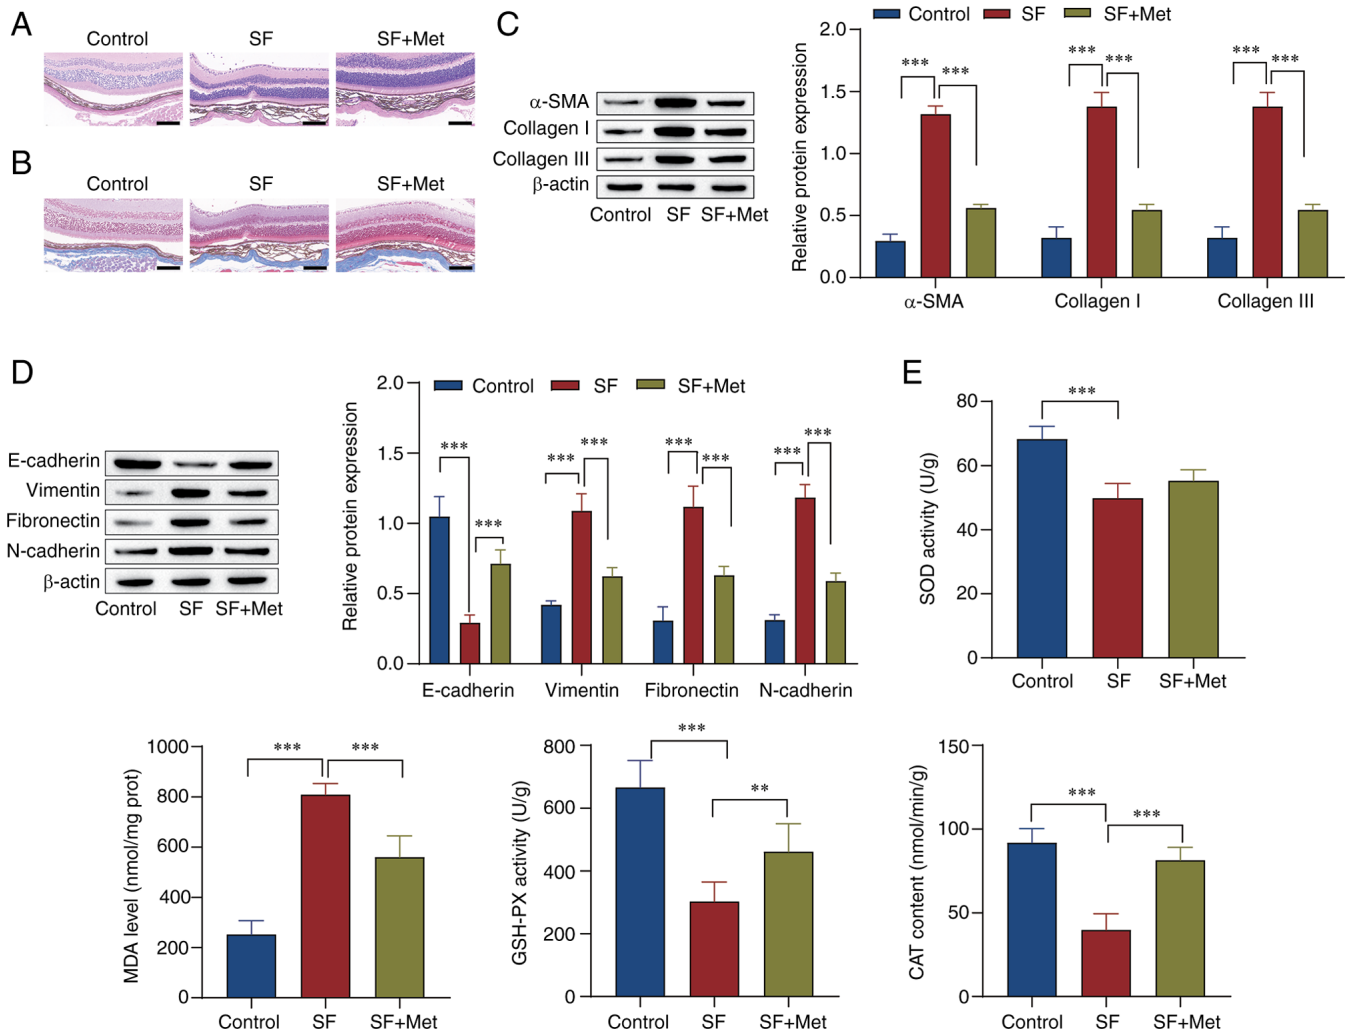 A
Control SF SF+Met
B
Control SF SF+Met
C
α-SMA
Collagen I
Collagen III
β-actin
Control SF SF+Met
Control SF SF+Met
Relative protein expression
2.0
1.5
1.0
0.5
0.0
*** ***
*** ***
*** ***
α-SMA Collagen I Collagen III
D
E-cadherin
Vimentin
Fibronectin
N-cadherin
β-actin
Control SF SF+Met
Control SF SF+Met
Relative protein expression
2.0
1.5
1.0
0.5
0.0
*** ***
*** ***
*** ***
*** ***
E-cadherin Vimentin Fibronectin N-cadherin
E
SOD activity (U/g)
80
60
40
20
0
***
Control SF SF+Met
MDA level (nmol/mg prot)
1000
800
600
400
200
0
*** ***
Control SF SF+Met
GSH-PX activity (U/g)
800
600
400
200
0
***
**
Control SF SF+Met
CAT content (nmol/min/g)
150
100
50
0
***
***
Control SF SF+Met